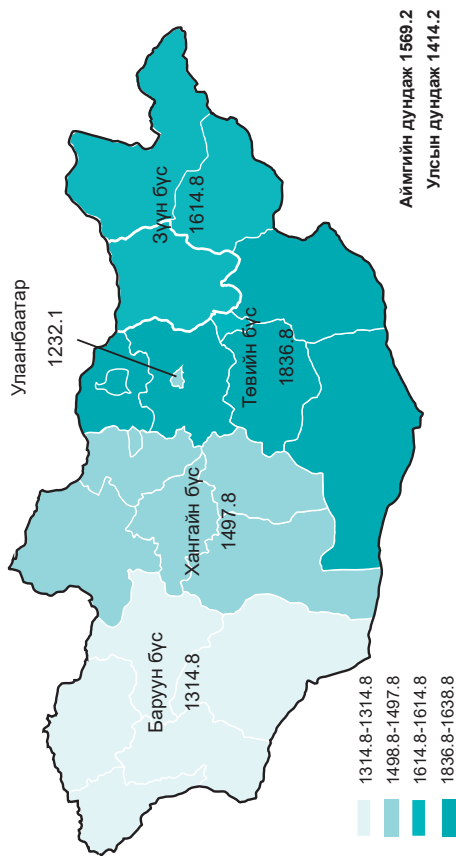 Улаанбаатар
1232.1
Баруун бүс
1314.8
Хангайн бүс
1497.8
Төвийн бүс
1836.8
Зүүн бүс
1614.8
1314.8-1314.8
1498.8-1497.8
1614.8-1614.8
1836.8-1638.8
Аймгийн дундаж 1569.2
Улсын дундаж 1414.2